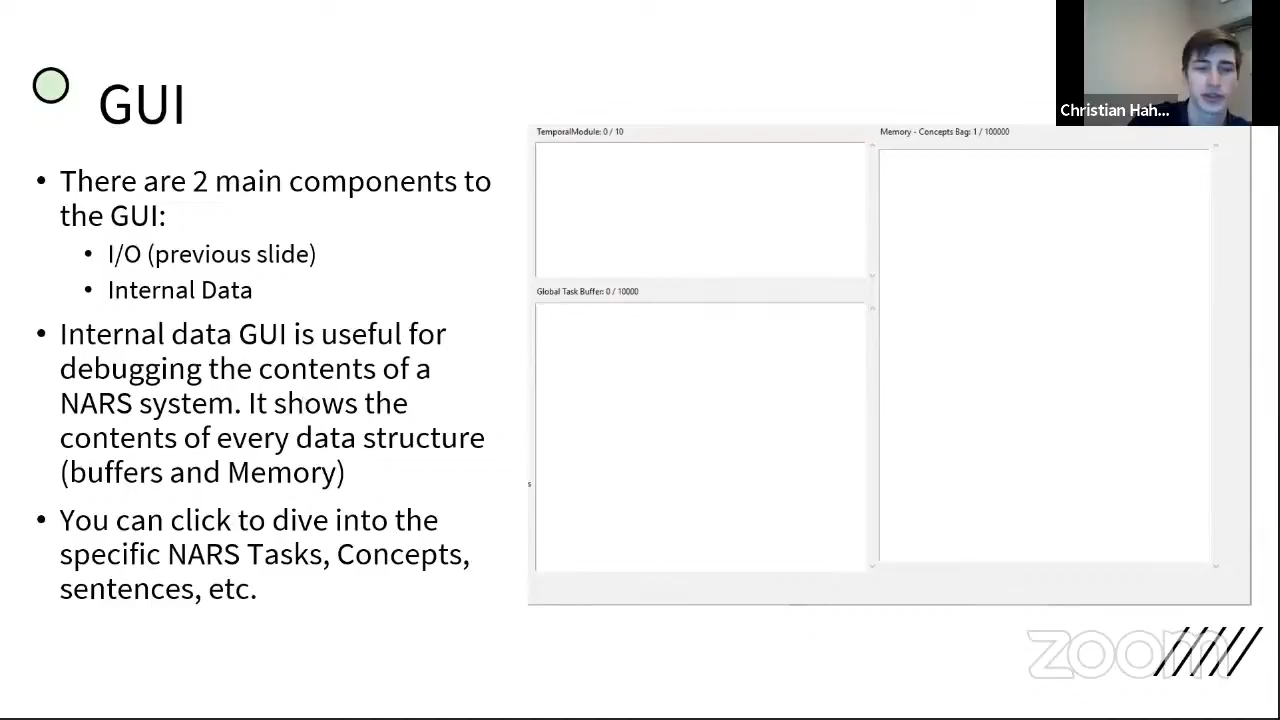 GUI
• There are 2 main components to
the GUI:
• I/O (previous slide)
• Internal Data
• Internal data GUI is useful for
debugging the contents of a
NARS system. It shows the
contents of every data structure
(buffers and Memory)
• You can click to dive into the
specific NARS Tasks, Concepts,
sentences, etc.
TemporalModule: 0 / 10
Global Task Buffer: 0 / 10000
Memory - Concepts Bag: 1 / 100000
Christian Hah...
zoom